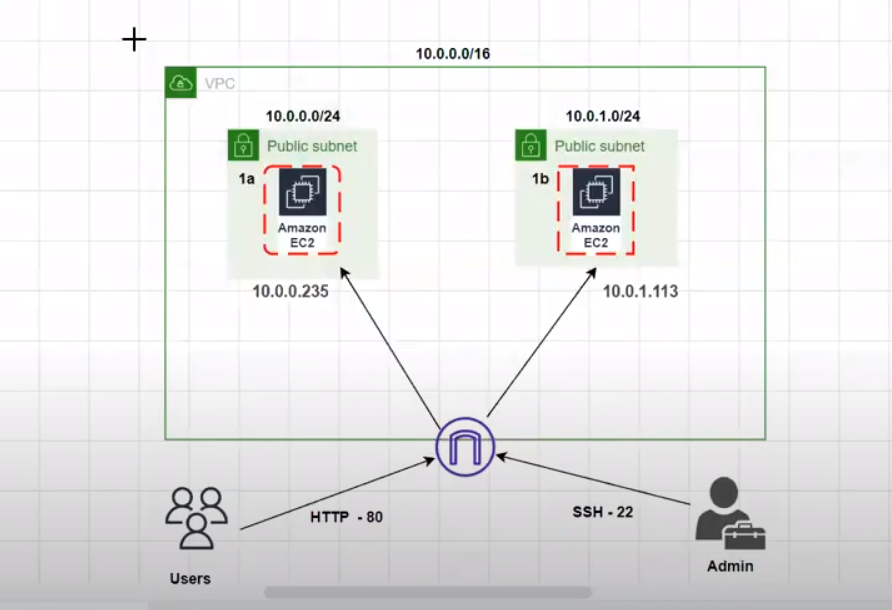 10.0.0.0/16
VPC
10.0.0.0/24
10.0.1.0/24
Public subnet
Public subnet
1a
1b
Amazon
EC2
Amazon
EC2
10.0.0.235
10.0.1.113
HTTP - 80
SSH - 22
Users
Admin